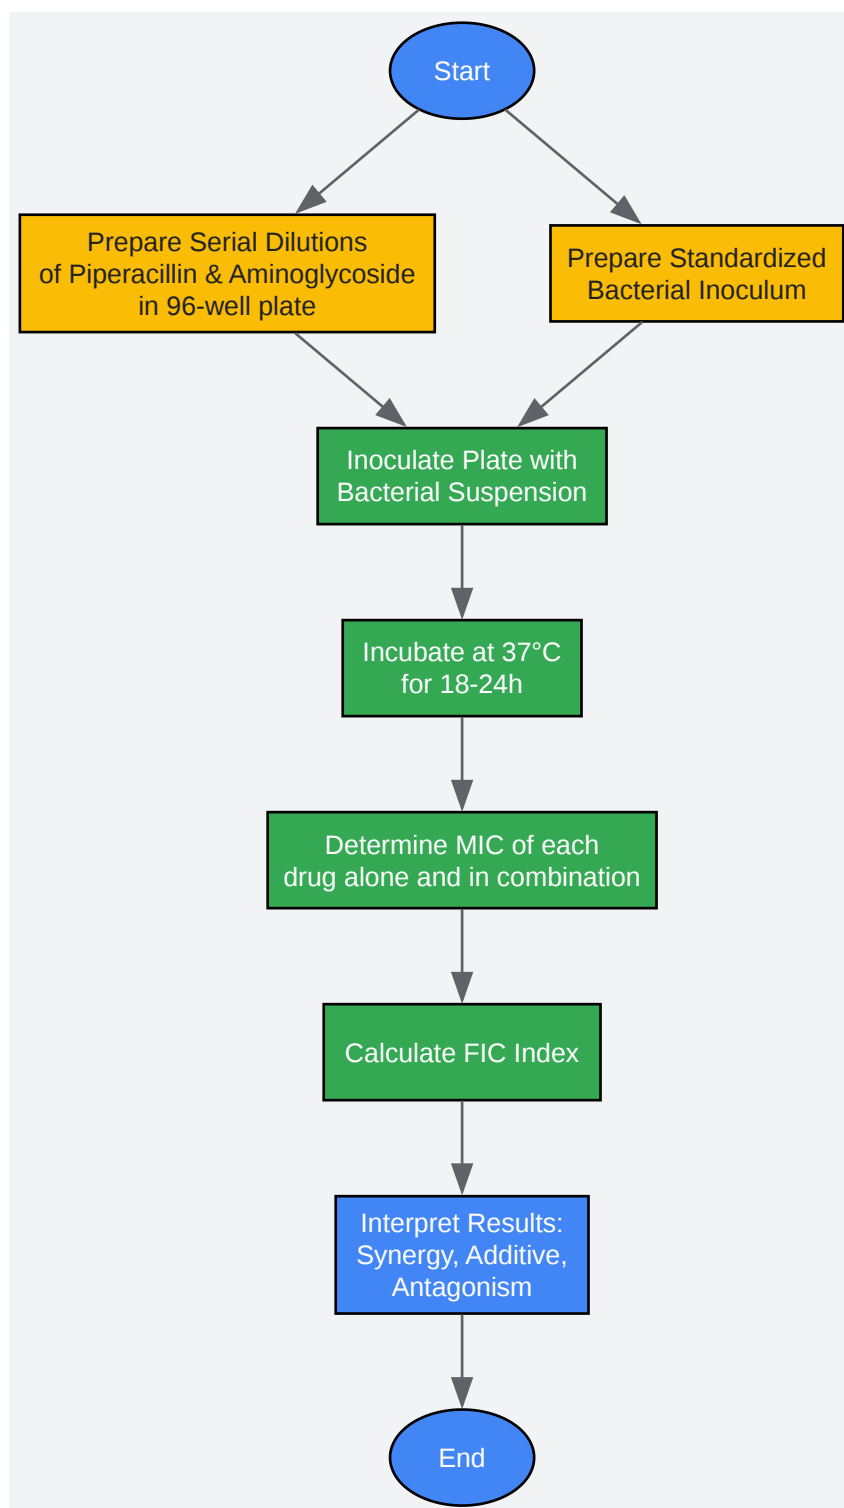 Start
Prepare Serial Dilutions
of Piperacillin & Aminoglycoside
in 96-well plate
Prepare Standardized
Bacterial Inoculum
Inoculate Plate with
Bacterial Suspension
Incubate at 37°C
for 18-24h
Determine MIC of each
drug alone and in combination
Calculate FIC Index
Interpret Results:
Synergy, Additive,
Antagonism
End